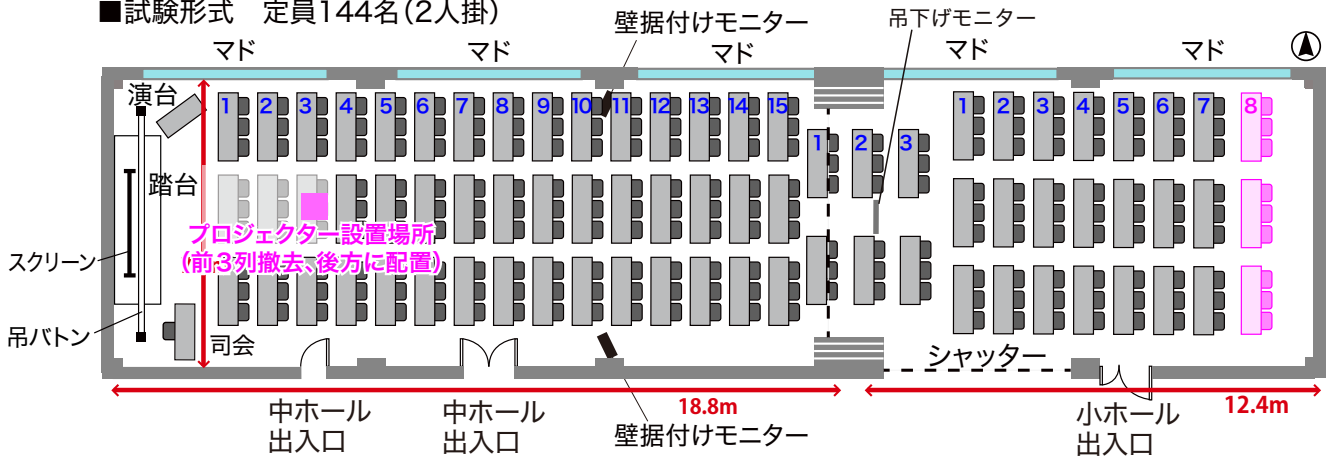 ■試験形式　定員144名(2人掛)
壁据付けモニター
吊下げモニター
マド
マド
マド
マド
マド
演台
1 2 3 4 5 6 7 8 9 10 11 12 13 14 15
1 2 3
1 2 3 4 5 6 7 8
踏台
プロジェクター設置場所
(前3列撤去、後方に配置)
スクリーン
吊バトン
司会
シャッター
18.8m
12.4m
中ホール
出入口
中ホール
出入口
壁据付けモニター
小ホール
出入口